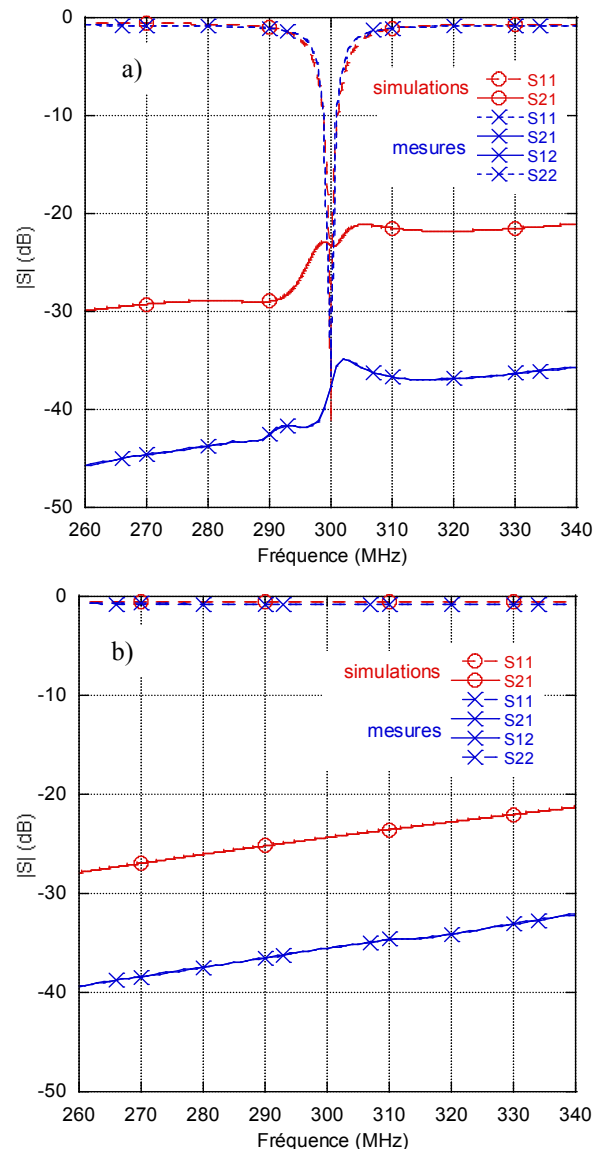 0
a)
simulations
S11
S21
S11
mesures
S21
S12
S22
-10
-20
-30
-40
-50
|S| (dB)
260 270 280 290 300 310 320 330 340
Fréquence (MHz)
0
b)
simulations
S11
S21
S11
mesures
S21
S12
S22
-10
-20
-30
-40
-50
|S| (dB)
260 270 280 290 300 310 320 330 340
Fréquence (MHz)